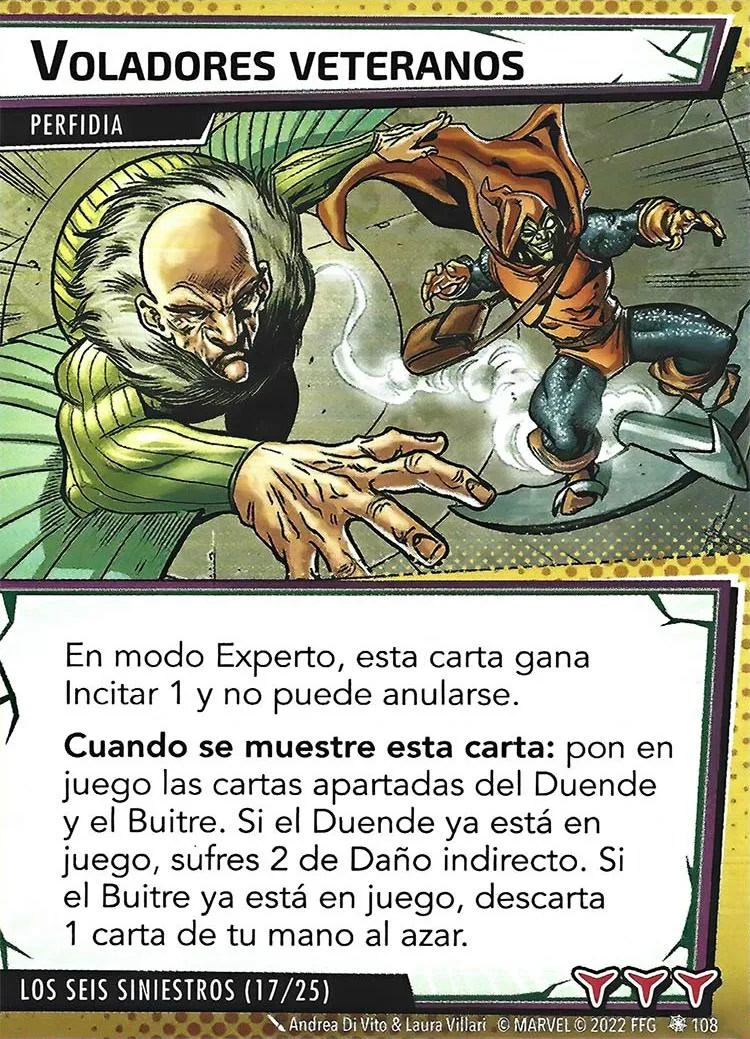 VOLADORES VETERANOS
PERFIDIA
En modo Experto, esta carta gana
Incitar 1 y no puede anularse.
Cuando se muestre esta carta: pon en
juego las cartas apartadas del Duende
y el Buitre. Si el Duende ya está en
juego, sufres 2 de Daño indirecto. Si
el Buitre ya está en juego, descarta
1 carta de tu mano al azar.
LOS SEIS SINIESTROS (17/25)
Andrea Di Vito & Laura Villari © MARVEL © 2022 FFG 108